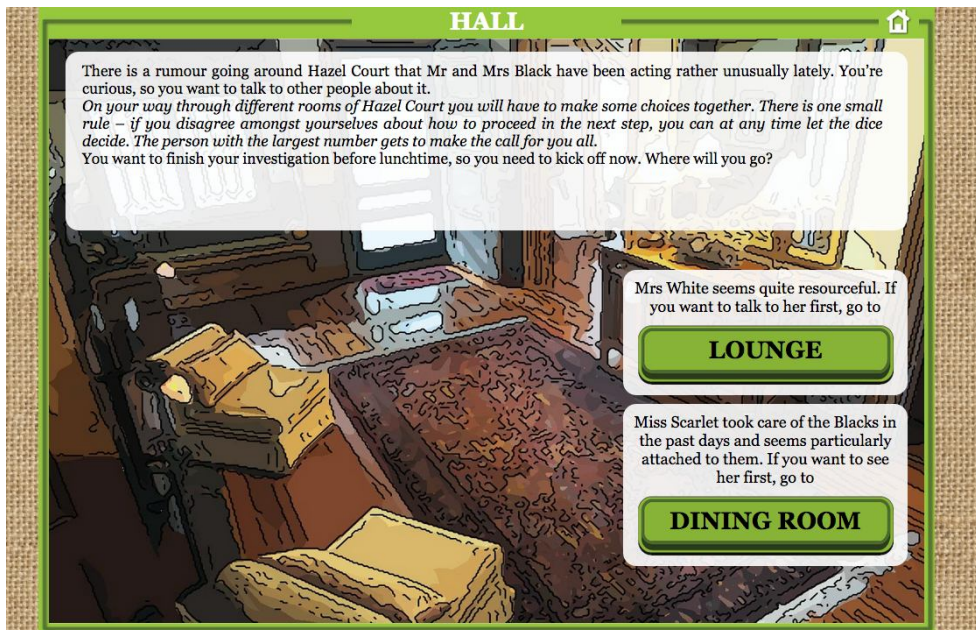 HALL
There is a rumour going around Hazel Court that Mr and Mrs Black have been acting rather unusually lately. You're
curious, so you want to talk to other people about it.
On your way through different rooms of Hazel Court you will have to make some choices together. There is one small
rule – if you disagree amongst yourselves about how to proceed in the next step, you can at any time let the dice
decide. The person with the largest number gets to make the call for you all.
You want to finish your investigation before lunchtime, so you need to kick off now. Where will you go?
Mrs White seems quite resourceful. If
you want to talk to her first, go to
LOUNGE
Miss Scarlet took care of the Blacks in
the past days and seems particularly
attached to them. If you want to see
her first, go to
DINING ROOM